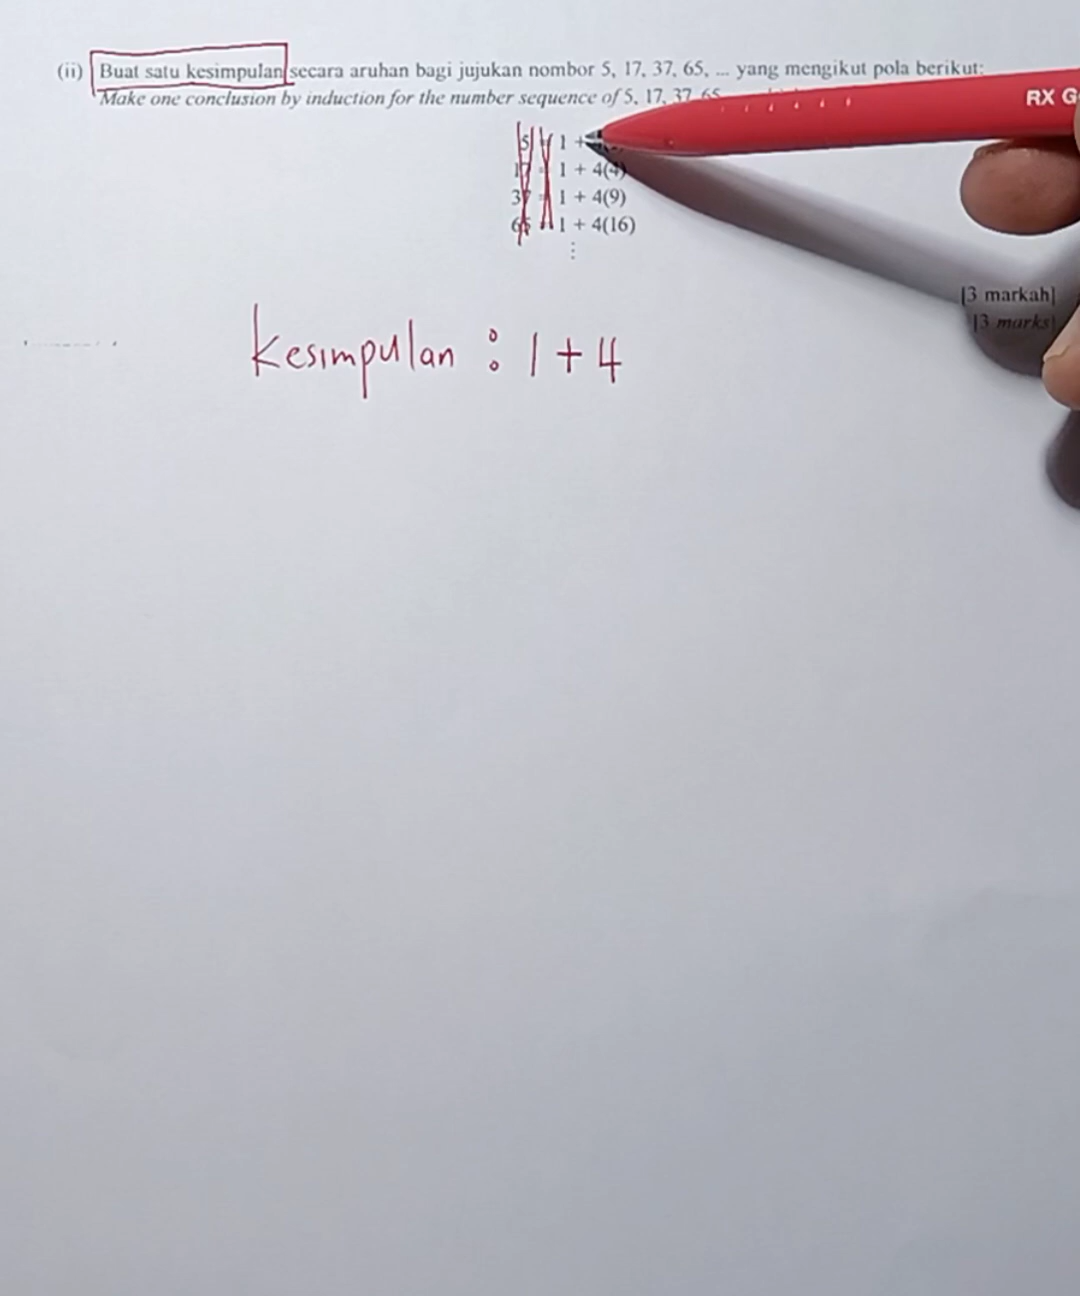 (ii) Buat satu kesimpulan secara aruhan bagi jujukan nombor 5, 17, 37, 65, ... yang mengikut pola berikut:
Make one conclusion by induction for the number sequence of 5, 17, 37, 65
RX G
5 = 1 +
17 = 1 + 4(4)
37 = 1 + 4(9)
65 = 1 + 4(16)
⋮
[3 markah]
[3 marks]
Kesimpulan : 1 + 4